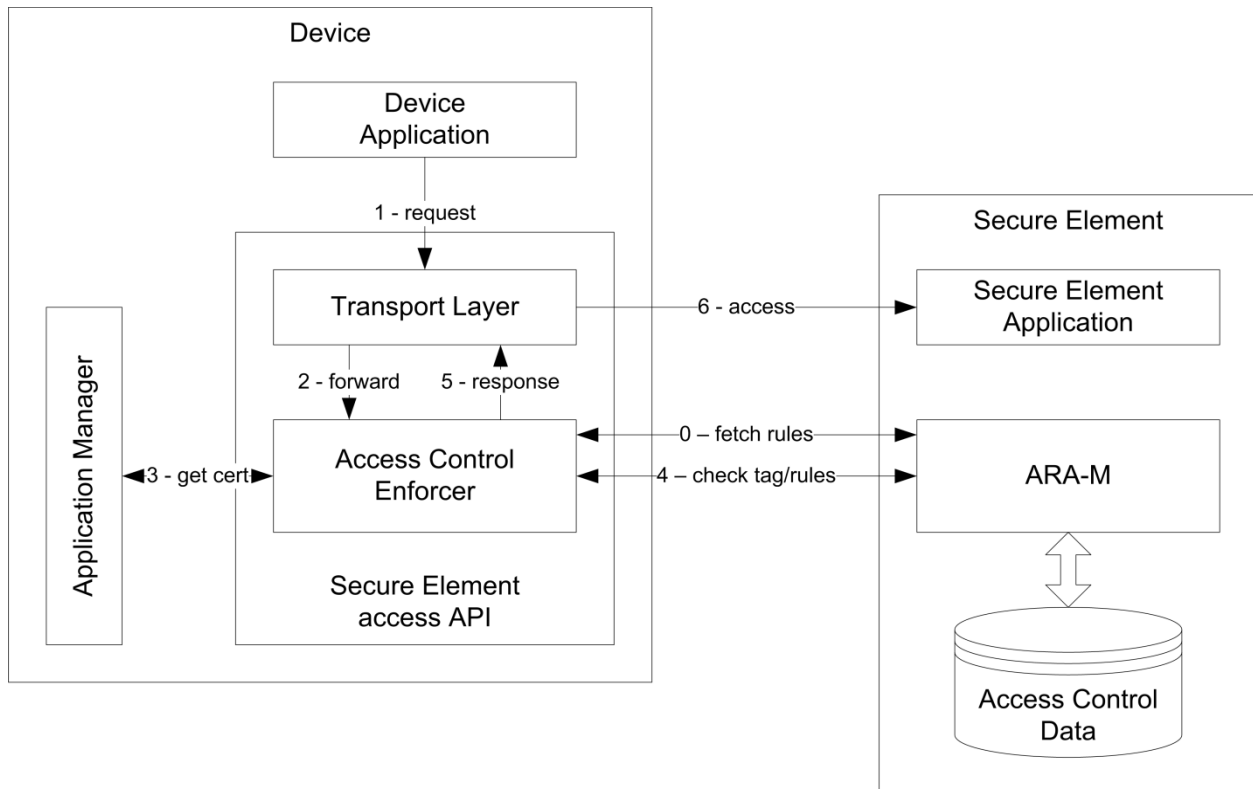 Device
Device
Application
1 - request
Secure Element
Transport Layer
6 - access
Secure Element
Application
2 - forward
5 - response
Application Manager
3 - get cert
Access Control
Enforcer
0 – fetch rules
4 – check tag/rules
ARA-M
Secure Element
access API
Access Control
Data